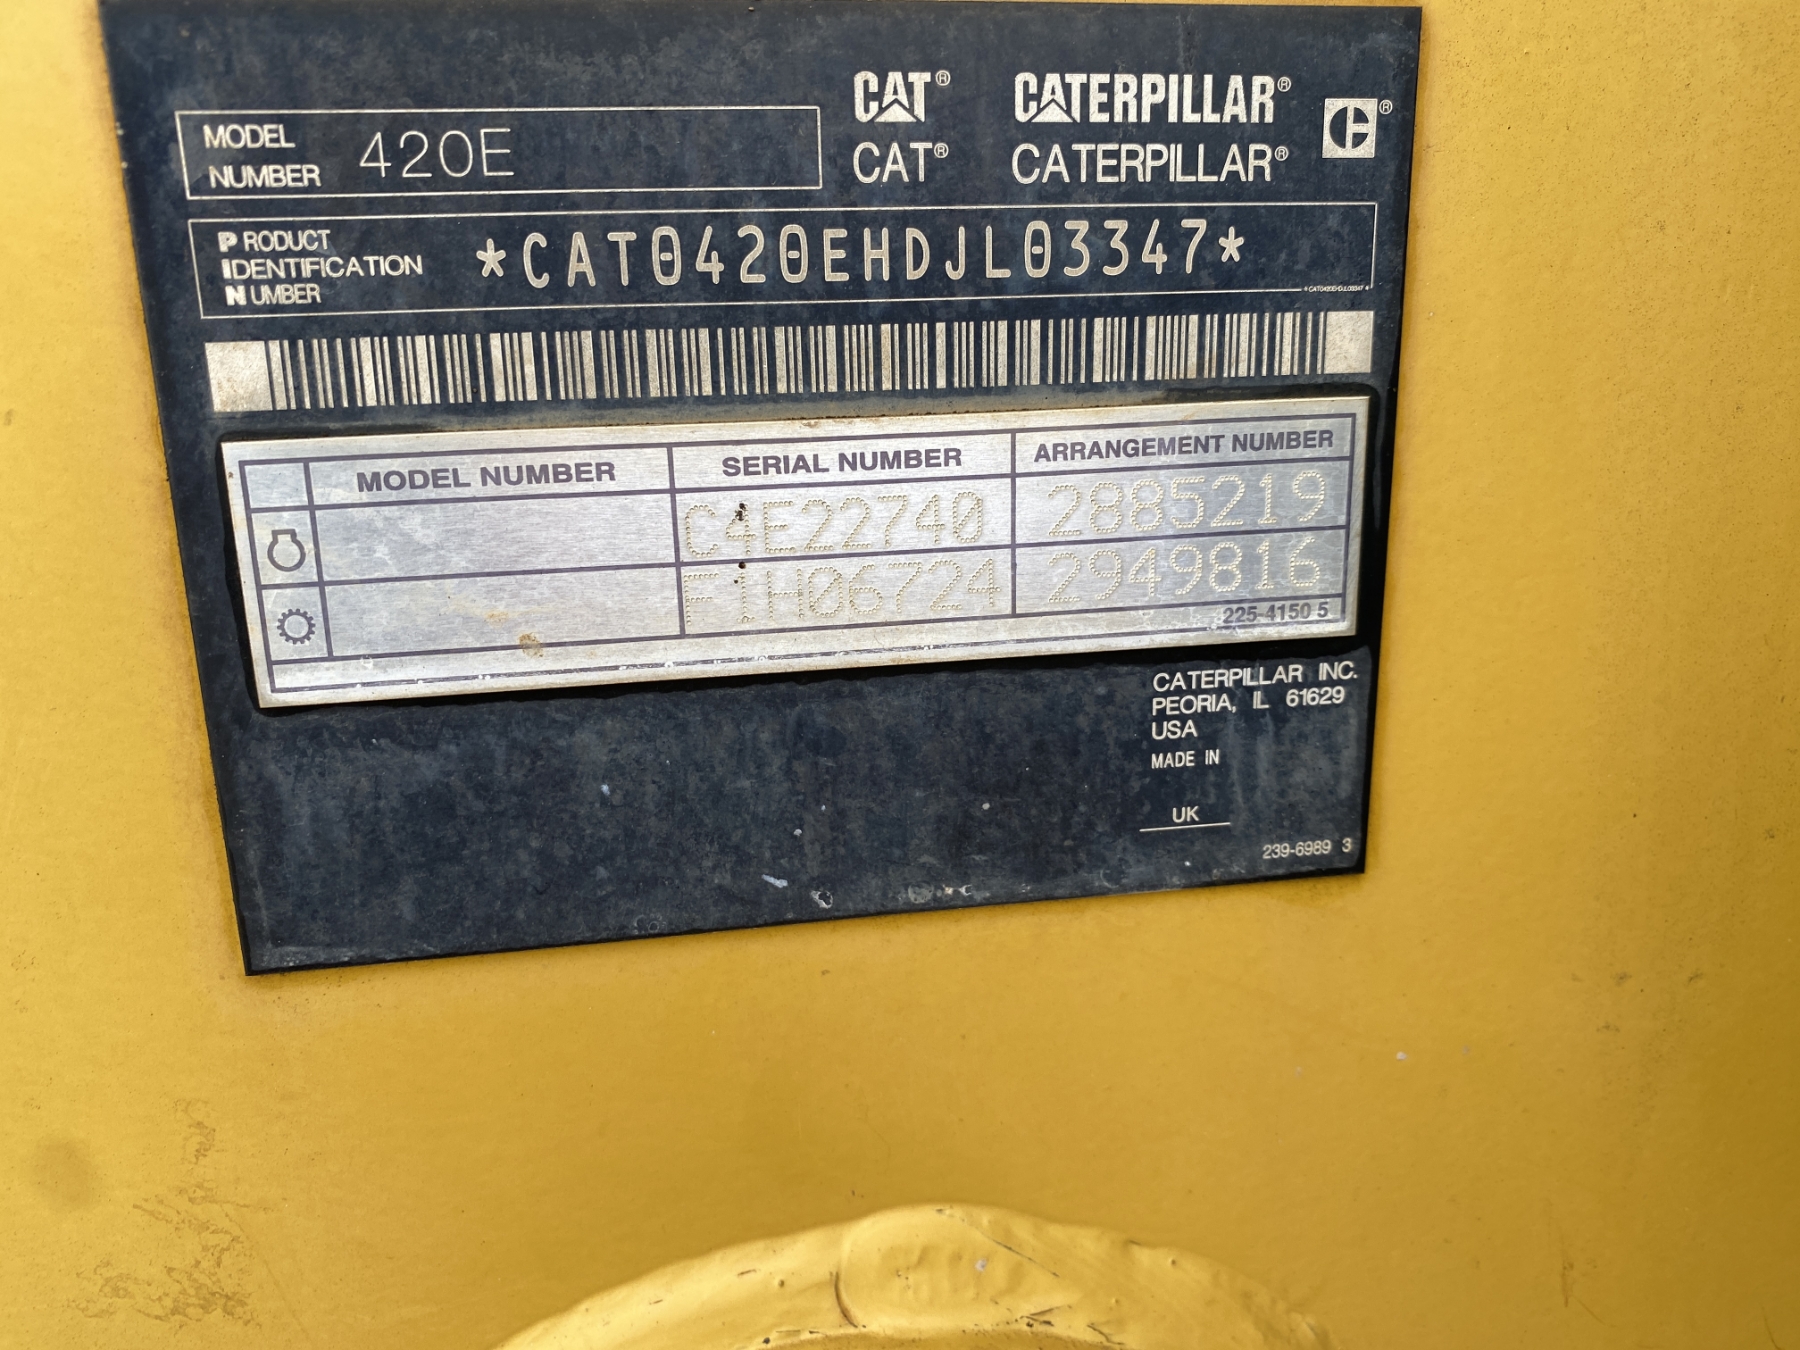 CAT® CATERPILLAR® ®
MODEL
NUMBER 420E
CAT® CATERPILLAR®
PRODUCT
IDENTIFICATION
NUMBER
*CAT0420EHDJL03347*
*CAT0420EHDJL03347*
MODEL NUMBER SERIAL NUMBER ARRANGEMENT NUMBER
C4E22740 2885219
F1H06724 2949816
225-4150 5
CATERPILLAR INC.
PEORIA, IL 61629
USA
MADE IN
UK
239-6989 3